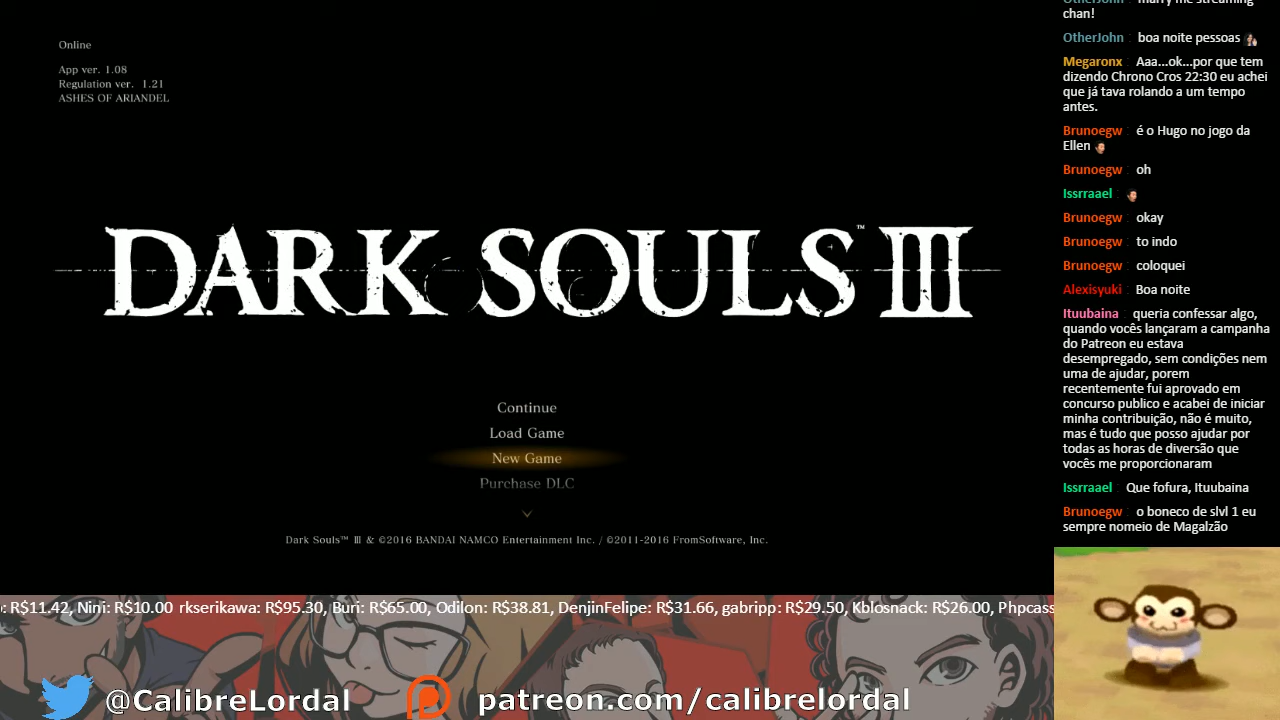 Online
App ver. 1.08
Regulation ver. 1.21
ASHES OF ARIANDEL
DARK SOULS™ III
Continue
Load Game
New Game
Purchase DLC
Dark Souls™ III & ©2016 BANDAI NAMCO Entertainment Inc. / ©2011-2016 FromSoftware, Inc.
: R$11.42, Nini: R$10.00 rkserikawa: R$95.30, Buri: R$65.00, Odilon: R$38.81, DenjinFelipe: R$31.66, gabripp: R$29.50, Kblosnack: R$26.00, Phpcass
@CalibreLordal
patreon.com/calibrelordal
OtherJohn : marry me streaming
chan!
OtherJohn : boa noite pessoas
Megaronx : Aaa...ok...por que tem
dizendo Chrono Cros 22:30 eu achei
que já tava rolando a um tempo
antes.
Brunoegw : é o Hugo no jogo da
Ellen
Brunoegw : oh
Issrraael :
Brunoegw : okay
Brunoegw : to indo
Brunoegw : coloquei
Alexisyuki : Boa noite
Ituubaina : queria confessar algo,
quando vocês lançaram a campanha
do Patreon eu estava
desempregado, sem condições nem
uma de ajudar, porem
recentemente fui aprovado em
concurso publico e acabei de iniciar
minha contribuição, não é muito,
mas é tudo que posso ajudar por
todas as horas de diversão que
vocês me proporcionaram
Issrraael : Que fofura, Ituubaina
Brunoegw : o boneco de slvl 1 eu
sempre nomeio de Magalzão